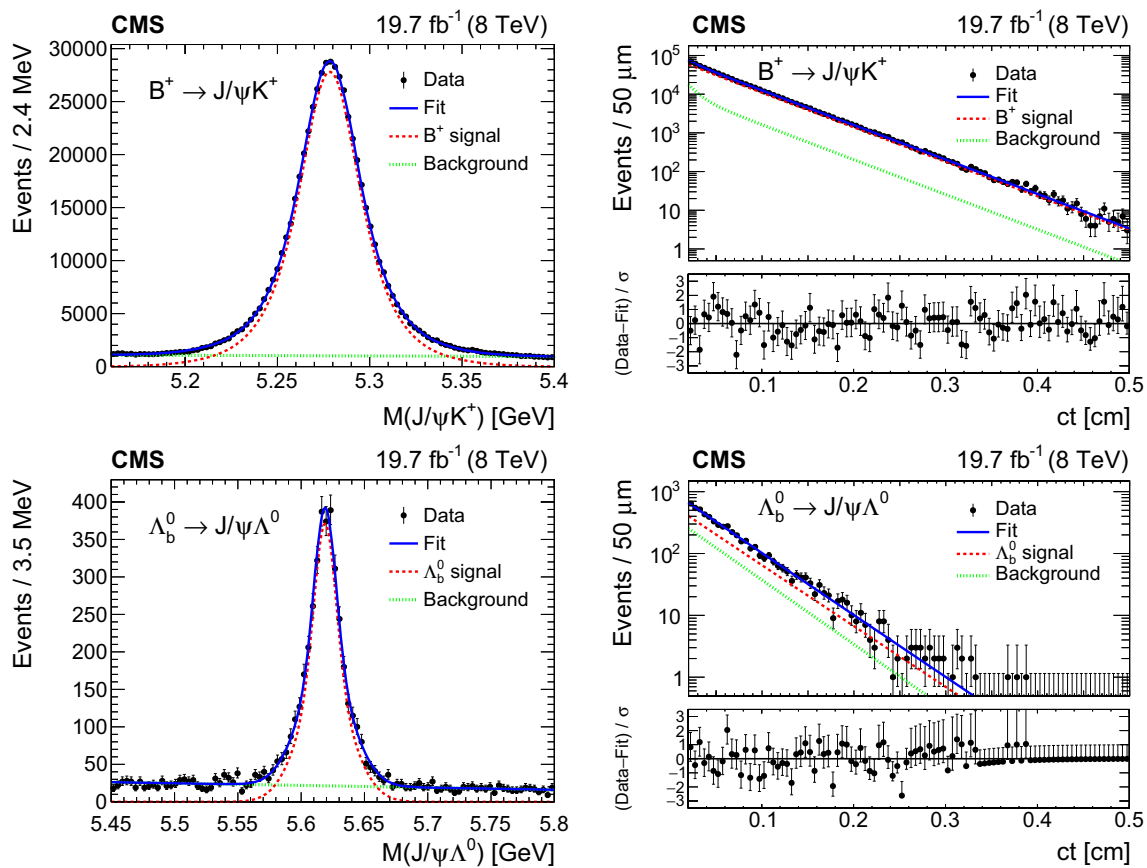 CMS 19.7 fb⁻¹ (8 TeV)
Events / 2.4 MeV
30000
25000
20000
15000
10000
5000
0
B⁺ → J/ψK⁺
Data
Fit
B⁺ signal
Background
5.2 5.25 5.3 5.35 5.4
M(J/ψK⁺) [GeV]
CMS 19.7 fb⁻¹ (8 TeV)
Events / 50 μm
10⁵
10⁴
10³
10²
10
1
B⁺ → J/ψK⁺
Data
Fit
B⁺ signal
Background
(Data−Fit) / σ
3
2
1
0
−1
−2
−3
0.1 0.2 0.3 0.4 0.5
ct [cm]
CMS 19.7 fb⁻¹ (8 TeV)
Events / 3.5 MeV
400
350
300
250
200
150
100
50
0
Λ_b⁰ → J/ψΛ⁰
Data
Fit
Λ_b⁰ signal
Background
5.45 5.5 5.55 5.6 5.65 5.7 5.75 5.8
M(J/ψΛ⁰) [GeV]
CMS 19.7 fb⁻¹ (8 TeV)
Events / 50 μm
10³
10²
10
1
Λ_b⁰ → J/ψΛ⁰
Data
Fit
Λ_b⁰ signal
Background
(Data−Fit) / σ
3
2
1
0
−1
−2
−3
0.1 0.2 0.3 0.4 0.5
ct [cm]